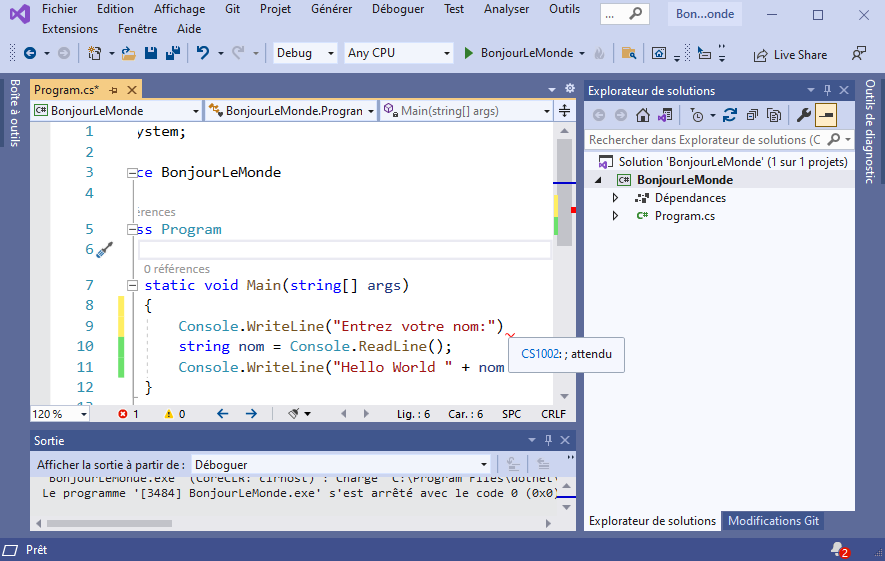 Fichier Edition Affichage Git Projet Générer Déboguer Test Analyser Outils ... Bon...onde
Extensions Fenêtre Aide
Debug Any CPU BonjourLeMonde Live Share
Boîte à outils
Program.cs*
BonjourLeMonde BonjourLeMonde.Program Main(string[] args)
1 ystem;
2
3 ce BonjourLeMonde
4
références
5 ss Program
6
0 références
7 static void Main(string[] args)
8 {
9 Console.WriteLine("Entrez votre nom:")
10 string nom = Console.ReadLine();
11 Console.WriteLine("Hello World " + nom
12 }
CS1002: ; attendu
120 % 1 0 Lig. : 6 Car. : 6 SPC CRLF
Sortie
Afficher la sortie à partir de : Déboguer
'BonjourLeMonde.exe' (CoreCLR: clrhost) : Chargé 'C:\Program Files\dotnet\
Le programme '[3484] BonjourLeMonde.exe' s'est arrêté avec le code 0 (0x0)
Explorateur de solutions
Rechercher dans Explorateur de solutions (C
Solution 'BonjourLeMonde' (1 sur 1 projets)
BonjourLeMonde
Dépendances
C# Program.cs
Explorateur de solutions Modifications Git
Outils de diagnostic
Prêt 2